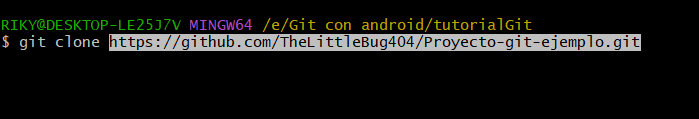 RIKY@DESKTOP-LE25J7V MINGW64 /e/Git con android/tutorialGit
$ git clone https://github.com/TheLittleBug404/Proyecto-git-ejemplo.git